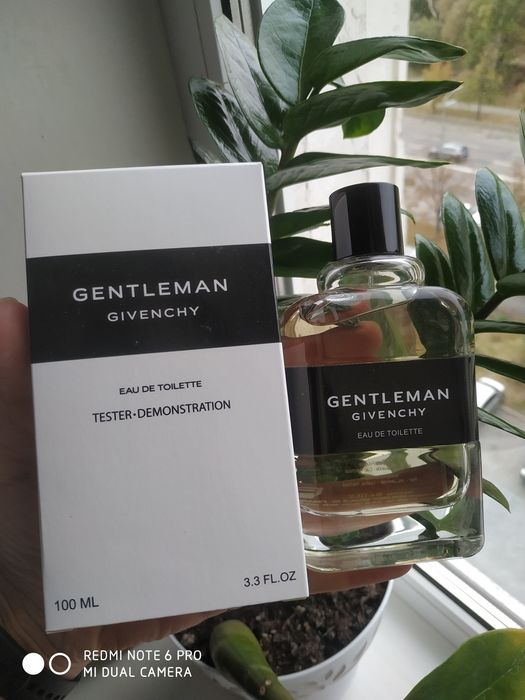 GENTLEMAN
GIVENCHY
EAU DE TOILETTE
TESTER•DEMONSTRATION
100 ML
3.3 FL.OZ
GENTLEMAN
GIVENCHY
EAU DE TOILETTE
REDMI NOTE 6 PRO
MI DUAL CAMERA